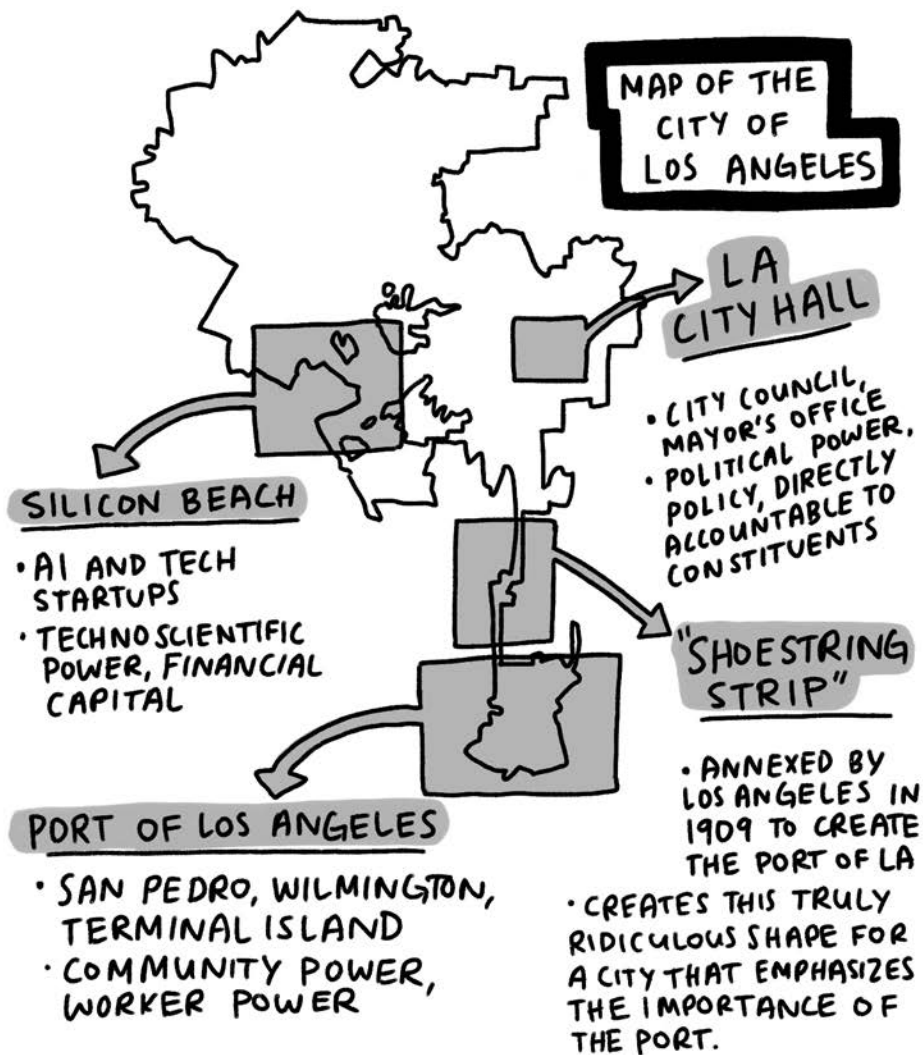 MAP OF THE
CITY OF
LOS ANGELES
LA
CITY HALL
• CITY COUNCIL,
MAYOR'S OFFICE
• POLITICAL POWER,
POLICY, DIRECTLY
ACCOUNTABLE TO
CONSTITUENTS
SILICON BEACH
• AI AND TECH
STARTUPS
• TECHNOSCIENTIFIC
POWER, FINANCIAL
CAPITAL
"SHOESTRING
STRIP"
• ANNEXED BY
LOS ANGELES IN
1909 TO CREATE
THE PORT OF LA
• CREATES THIS TRULY
RIDICULOUS SHAPE FOR
A CITY THAT EMPHASIZES
THE IMPORTANCE OF
THE PORT.
PORT OF LOS ANGELES
• SAN PEDRO, WILMINGTON,
TERMINAL ISLAND
• COMMUNITY POWER,
WORKER POWER